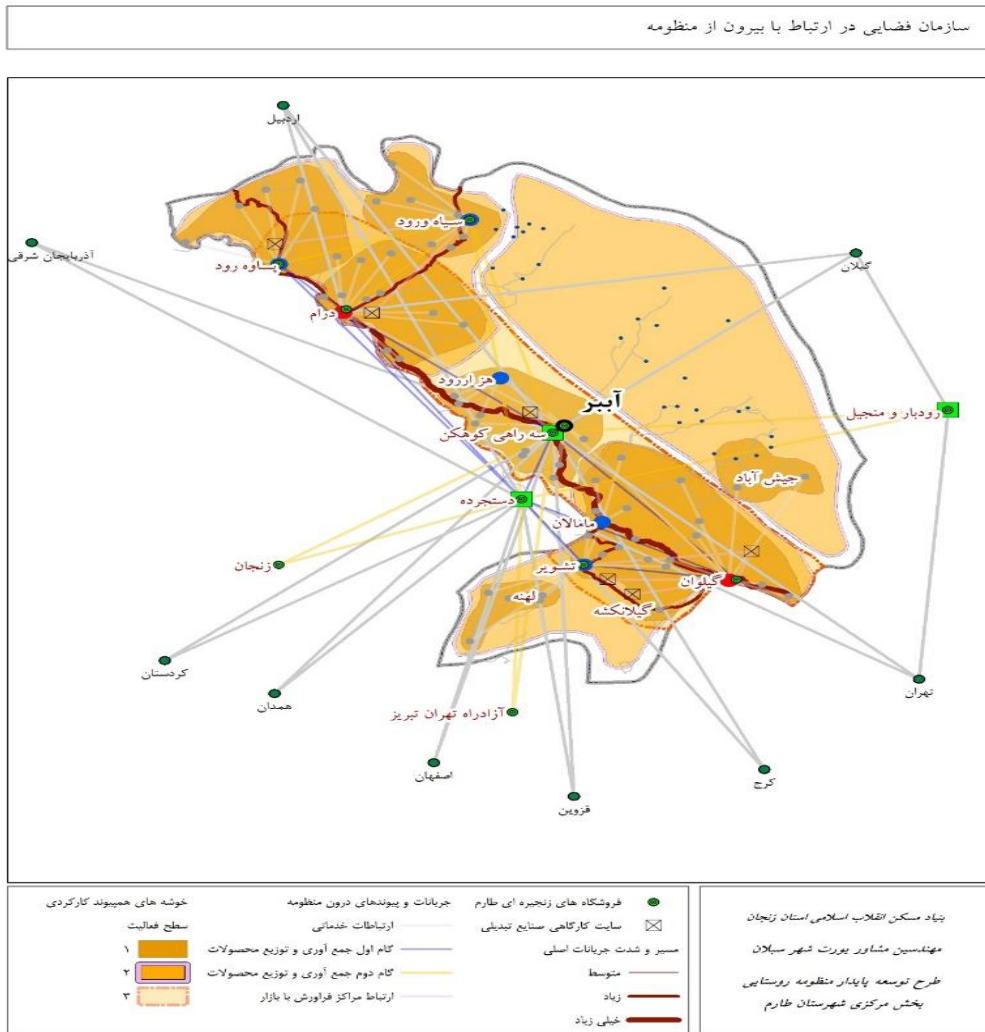 سازمان فضایی در ارتباط با بیرون از منظومه
اردبیل
سیاه ورود
آذربایجان شرقی
پساوه رود
گیلان
درام
هزاررود
آببر
رودبار و منجیل
سه راهی کوهکن
جیش آباد
دستجرده
مامالان
زنجان
تشویر
گیلوان
لهنه
گیلانکشه
کردستان
همدان
تهران
آزادراه تهران تبریز
اصفهان
کرج
قزوین
خوشه های همپیوند کارکردی
سطح فعالیت
۱
۲
۳
جریانات و پیوندهای درون منظومه
ارتباطات خدماتی
گام اول جمع آوری و توزیع محصولات
گام دوم جمع آوری و توزیع محصولات
ارتباط مراکز فراورش با بازار
فروشگاه های زنجیره ای طارم
سایت کارگاهی صنایع تبدیلی
مسیر و شدت جریانات اصلی
متوسط
زیاد
خیلی زیاد
بنیاد مسکن انقلاب اسلامی استان زنجان
مهندسین مشاور بورت شهر سبلان
طرح توسعه پایدار منظومه روستایی
بخش مرکزی شهرستان طارم